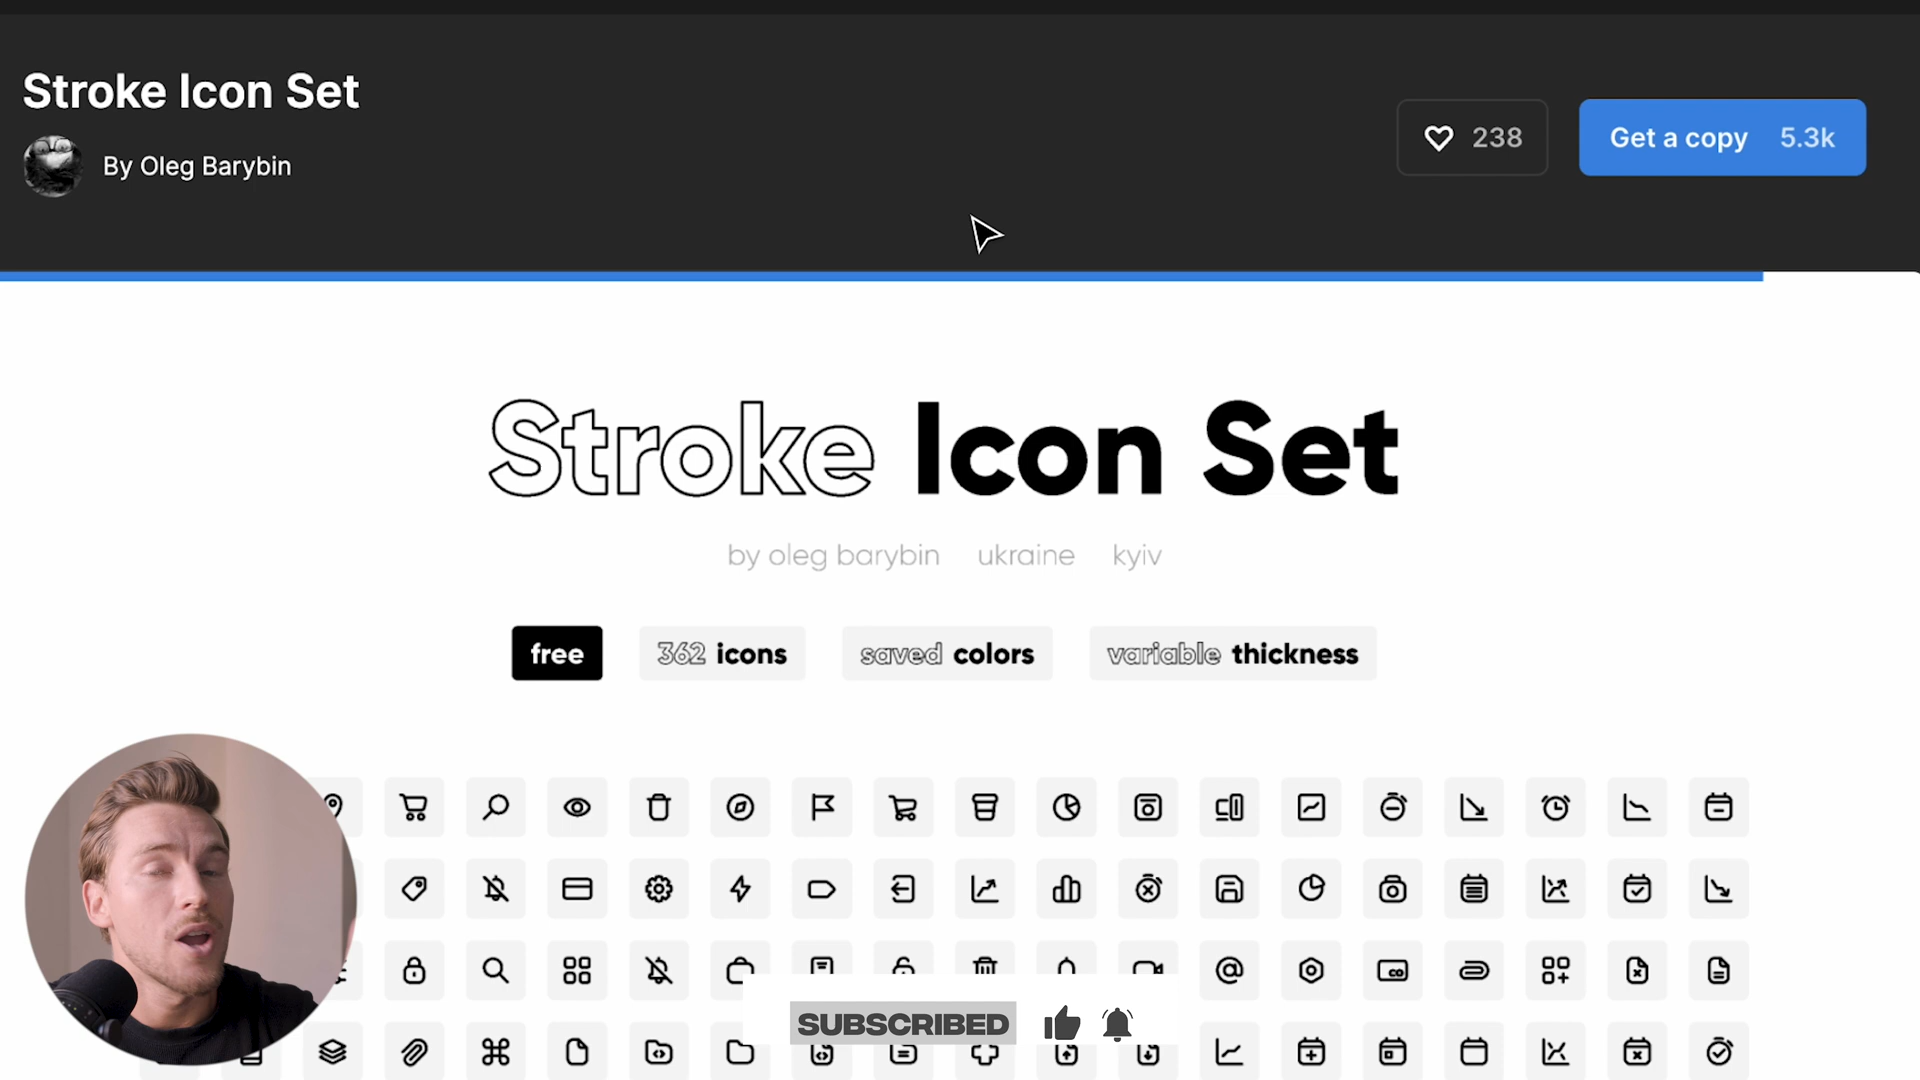 Stroke Icon Set
By Oleg Barybin
238
Get a copy 5.3k
Stroke Icon Set
by oleg barybin ukraine kyiv
free 362 icons saved colors variable thickness
SUBSCRIBED